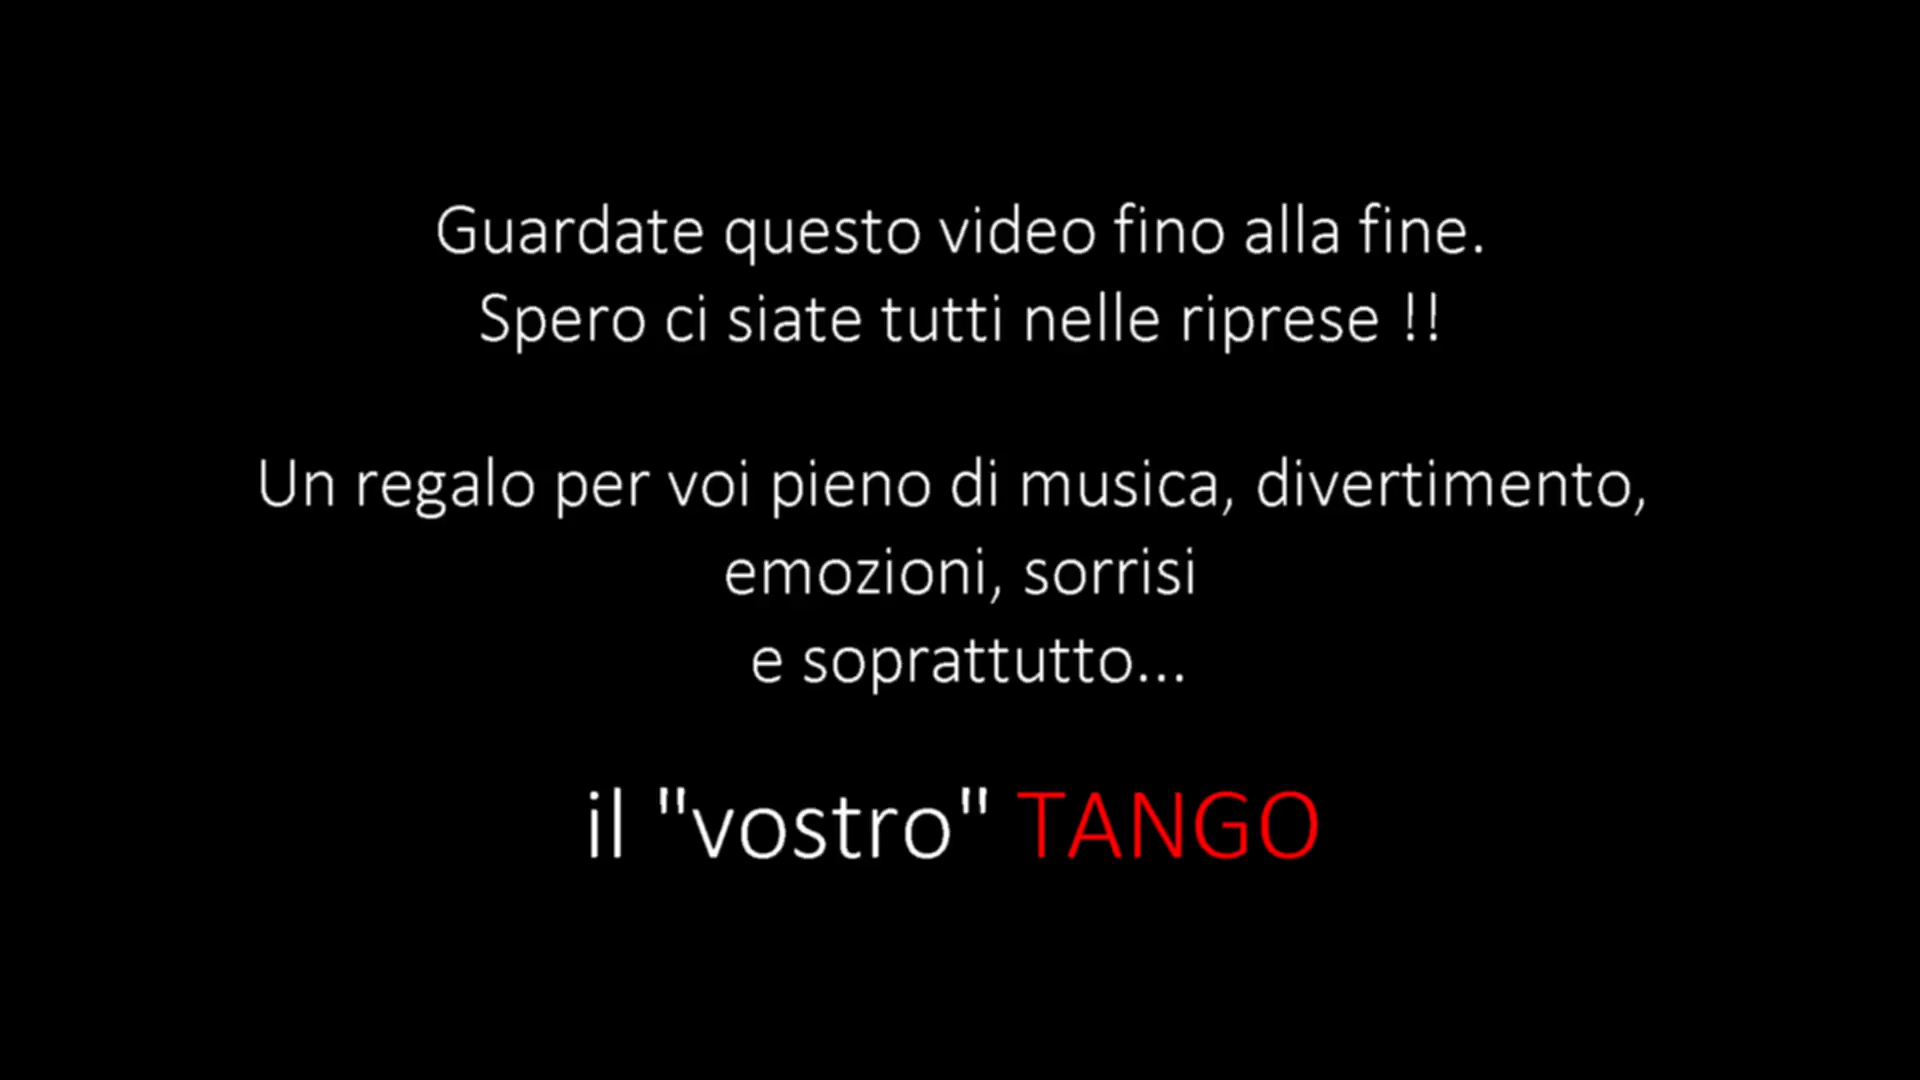 Guardate questo video fino alla fine.
Spero ci siate tutti nelle riprese !!
Un regalo per voi pieno di musica, divertimento,
emozioni, sorrisi
e soprattutto...
il "vostro" TANGO